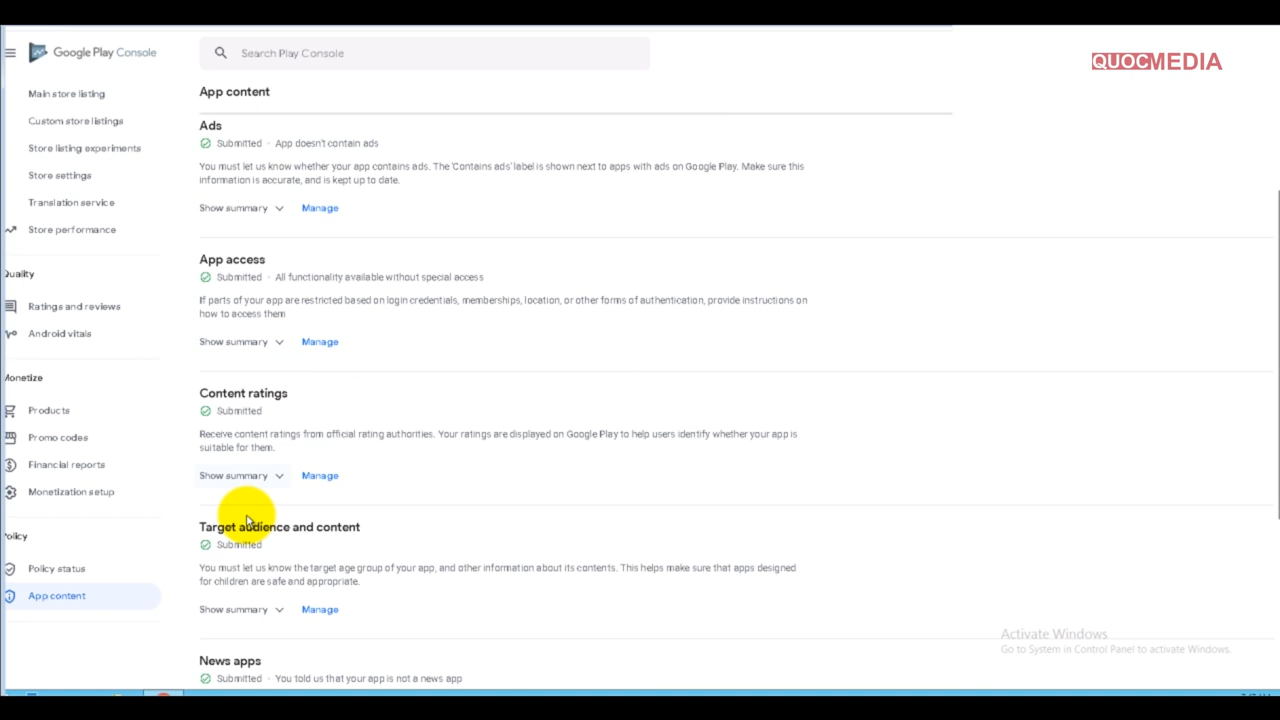 Google Play Console
Search Play Console
QUOCMEDIA
Main store listing
Custom store listings
Store listing experiments
Store settings
Translation service
Store performance
Quality
Ratings and reviews
Android vitals
Monetize
Products
Promo codes
Financial reports
Monetization setup
Policy
Policy status
App content
App content
Ads
Submitted · App doesn't contain ads
You must let us know whether your app contains ads. The 'Contains ads' label is shown next to apps with ads on Google Play. Make sure this
information is accurate, and is kept up to date.
Show summary Manage
App access
Submitted · All functionality available without special access
If parts of your app are restricted based on login credentials, memberships, location, or other forms of authentication, provide instructions on
how to access them
Show summary Manage
Content ratings
Submitted
Receive content ratings from official rating authorities. Your ratings are displayed on Google Play to help users identify whether your app is
suitable for them.
Show summary Manage
Target audience and content
Submitted
You must let us know the target age group of your app, and other information about its contents. This helps make sure that apps designed
for children are safe and appropriate.
Show summary Manage
News apps
Submitted · You told us that your app is not a news app
Activate Windows
Go to System in Control Panel to activate Windows.